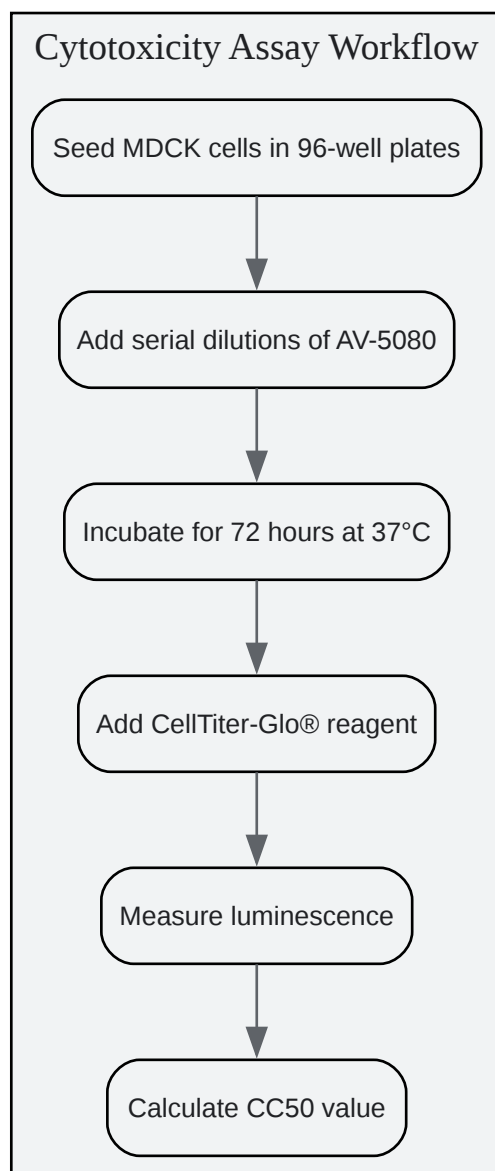 Cytotoxicity Assay Workflow
Seed MDCK cells in 96-well plates
Add serial dilutions of AV-5080
Incubate for 72 hours at 37°C
Add CellTiter-Glo® reagent
Measure luminescence
Calculate CC50 value